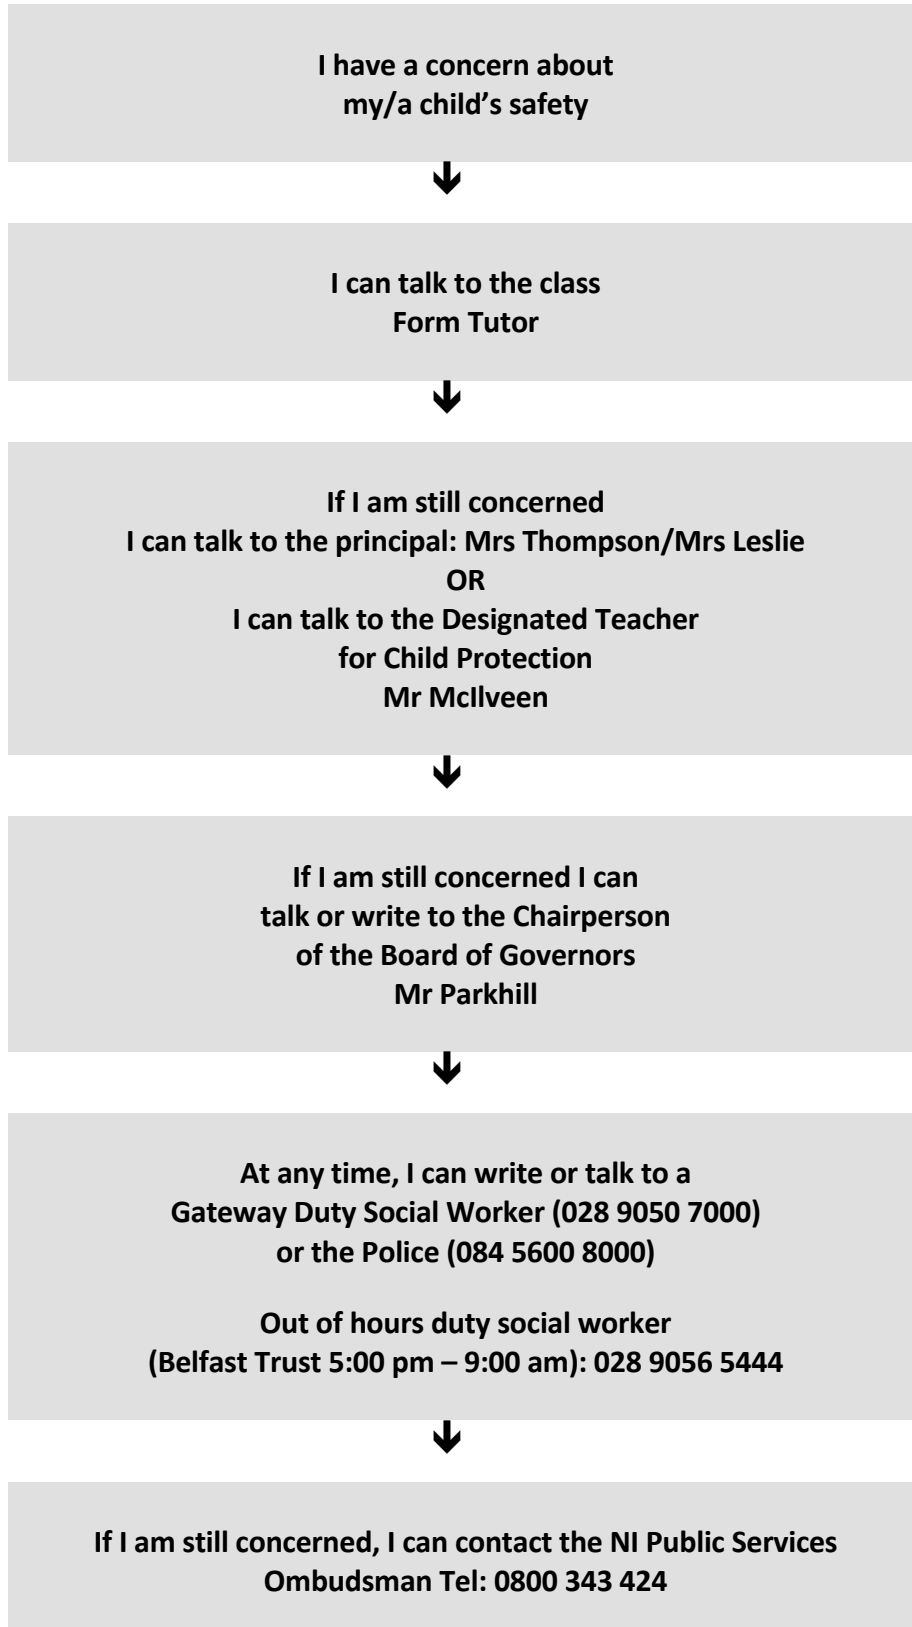 I have a concern about
my/a child’s safety
I can talk to the class
Form Tutor
If I am still concerned
I can talk to the principal: Mrs Thompson/Mrs Leslie
OR
I can talk to the Designated Teacher
for Child Protection
Mr McIlveen
If I am still concerned I can
talk or write to the Chairperson
of the Board of Governors
Mr Parkhill
At any time, I can write or talk to a
Gateway Duty Social Worker (028 9050 7000)
or the Police (084 5600 8000)
Out of hours duty social worker
(Belfast Trust 5:00 pm – 9:00 am): 028 9056 5444
If I am still concerned, I can contact the NI Public Services
Ombudsman Tel: 0800 343 424